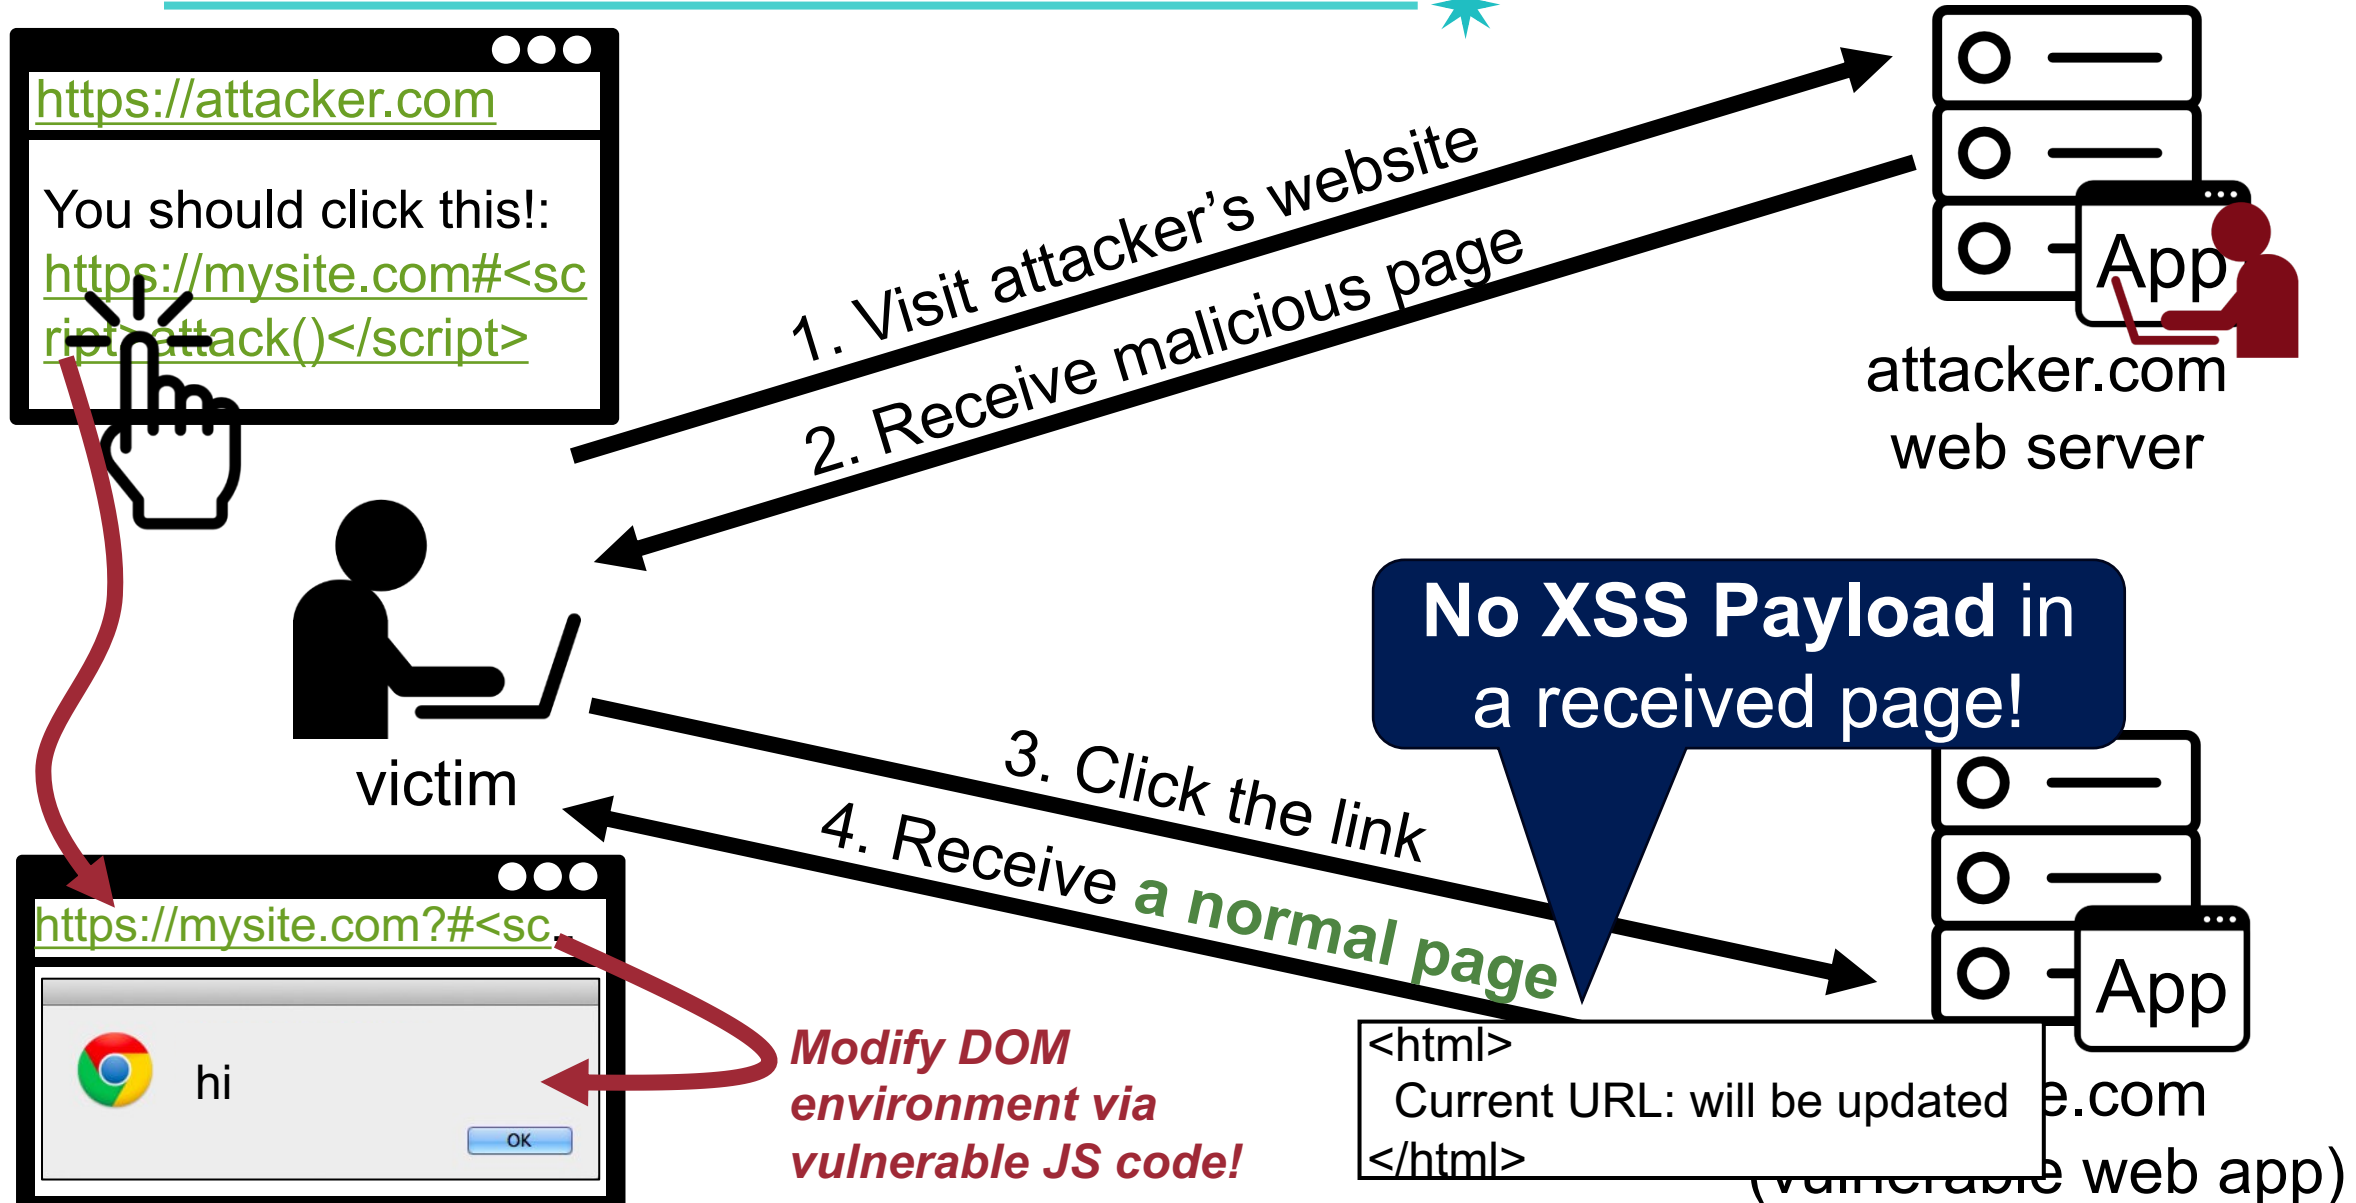 https://attacker.com
You should click this!:
https://mysite.com#<sc
ript>attack()</script>
1. Visit attacker’s website
2. Receive malicious page
App
attacker.com
web server
victim
No XSS Payload in
a received page!
3. Click the link
4. Receive a normal page
App
https://mysite.com?#<sc..
hi
OK
Modify DOM
environment via
vulnerable JS code!
<html>
Current URL: will be updated
</html>
e.com
(vulnerable web app)